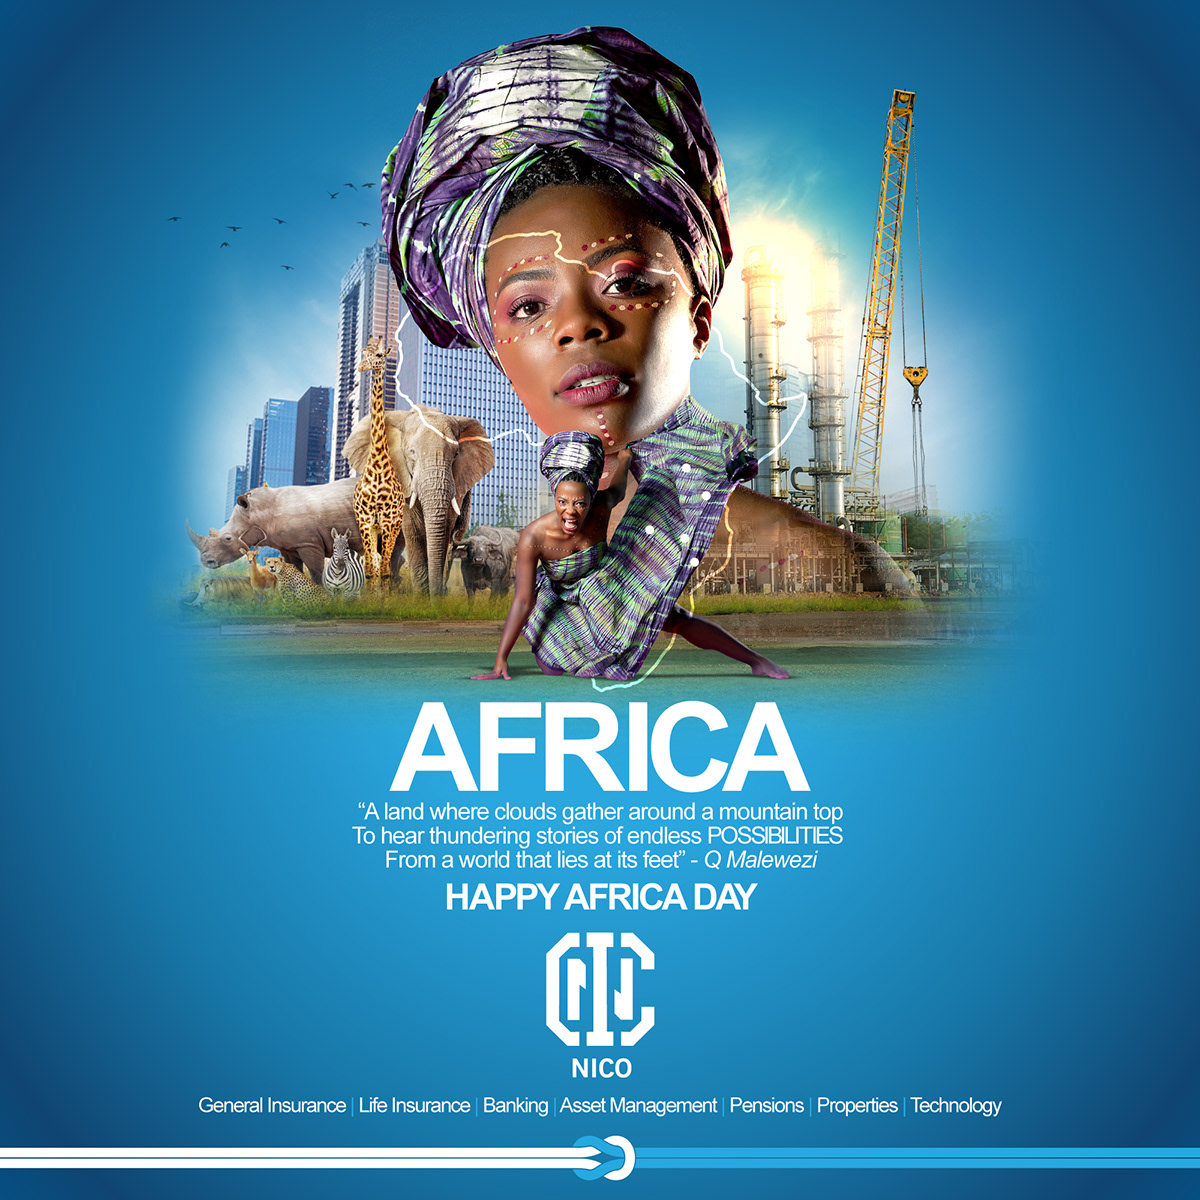 AFRICA
“A land where clouds gather around a mountain top
To hear thundering stories of endless POSSIBILITIES
From a world that lies at its feet” - Q Malewezi
HAPPY AFRICA DAY
NICO
General Insurance | Life Insurance | Banking | Asset Management | Pensions | Properties | Technology